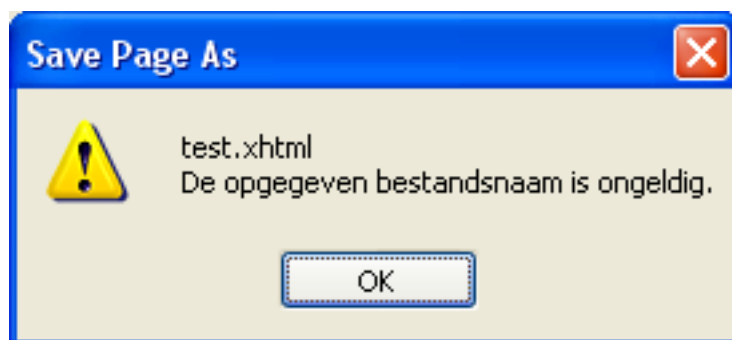 Save Page As
test.xhtml
De opgegeven bestandsnaam is ongeldig.
OK